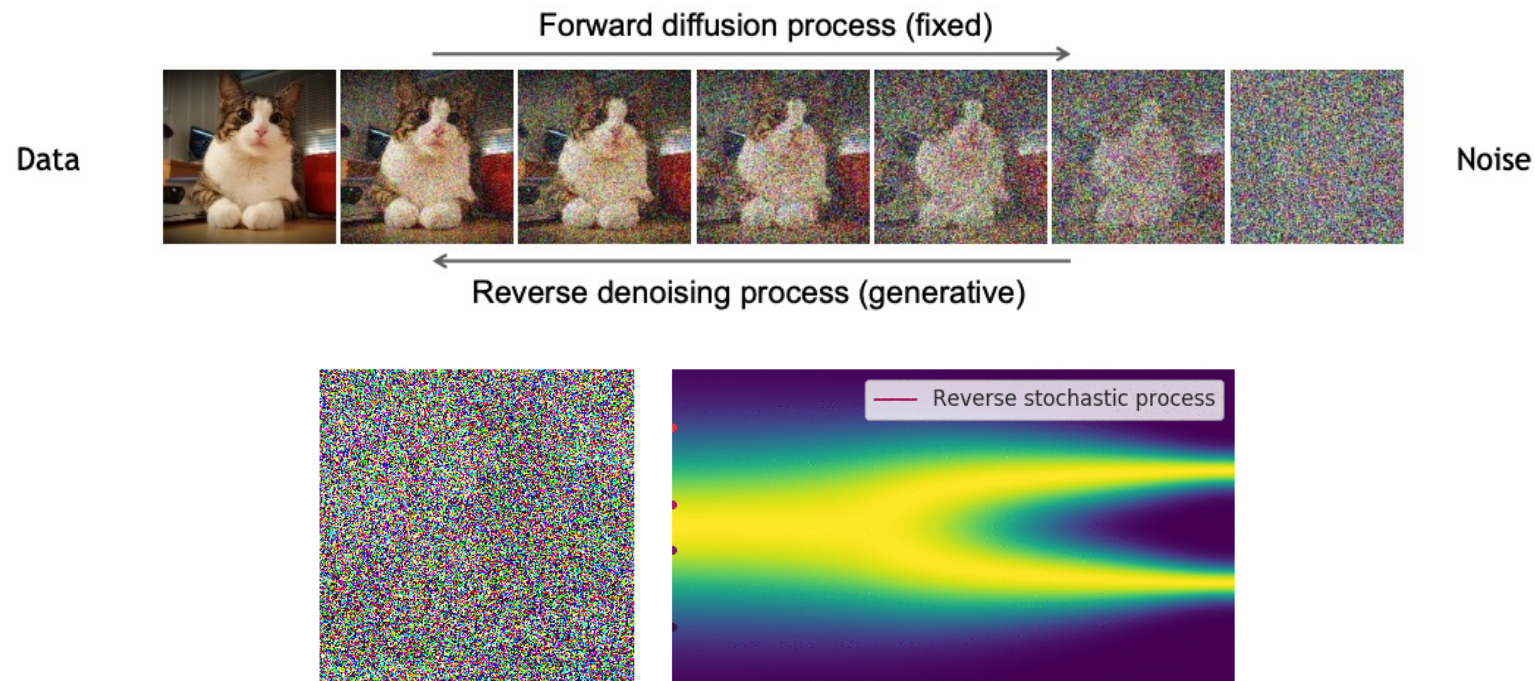 Forward diffusion process (fixed)
Data
Noise
Reverse denoising process (generative)
Reverse stochastic process